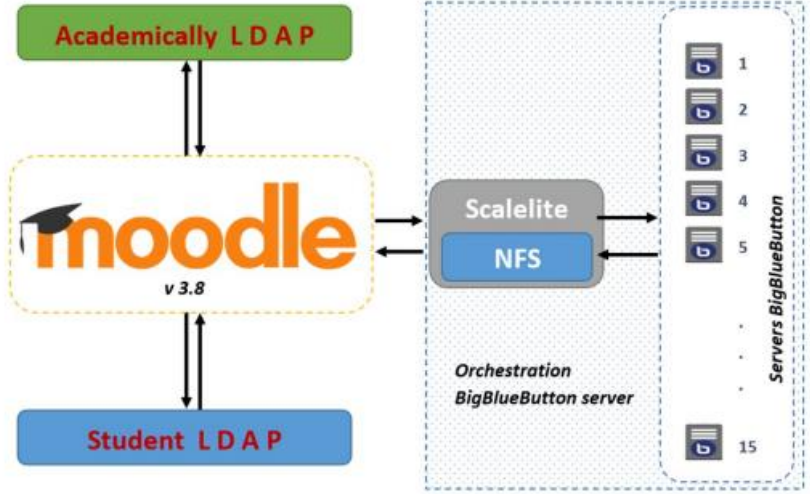 Academically L D A P
moodle
v 3.8
Student L D A P
Scalelite
NFS
Orchestration
BigBlueButton server
b 1
b 2
b 3
b 4
b 5
.
.
.
b 15
Servers BigBlueButton